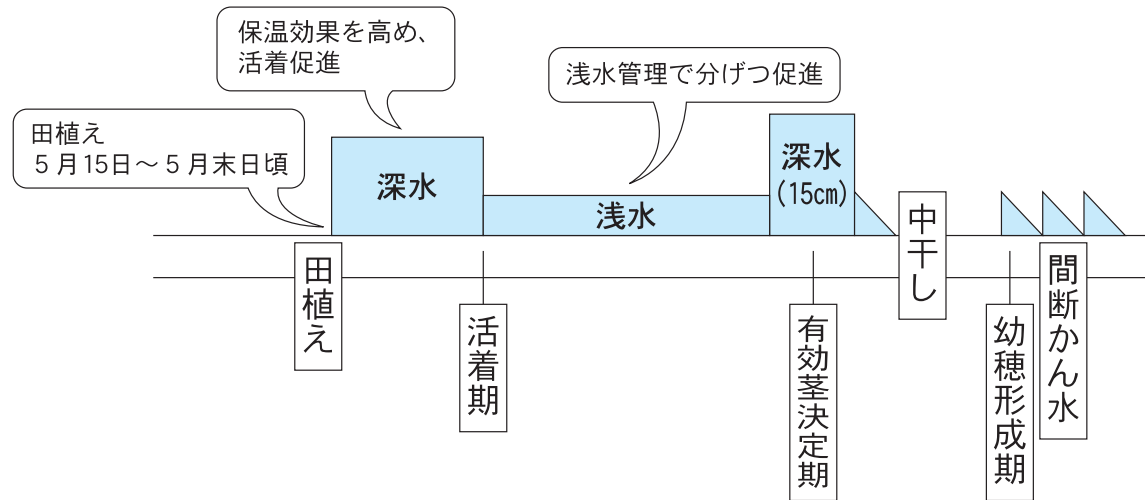 保温効果を高め、
活着促進
浅水管理で分げつ促進
田植え
5月15日～5月末日頃
深水
浅水
深水
(15cm)
中干し
田植え
活着期
有効茎決定期
幼穂形成期
間断かん水